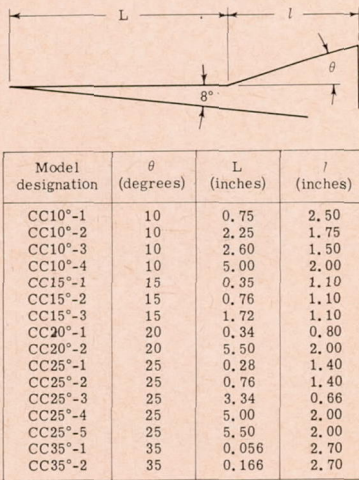 L l
θ
8°
Model designation θ (degrees) L (inches) l (inches)
CC10°-1 10 0.75 2.50
CC10°-2 10 2.25 1.75
CC10°-3 10 2.60 1.50
CC10°-4 10 5.00 2.00
CC15°-1 15 0.35 1.10
CC15°-2 15 0.76 1.10
CC15°-3 15 1.72 1.10
CC20°-1 20 0.34 0.80
CC20°-2 20 5.50 2.00
CC25°-1 25 0.28 1.40
CC25°-2 25 0.76 1.40
CC25°-3 25 3.34 0.66
CC25°-4 25 5.00 2.00
CC25°-5 25 5.50 2.00
CC35°-1 35 0.056 2.70
CC35°-2 35 0.166 2.70